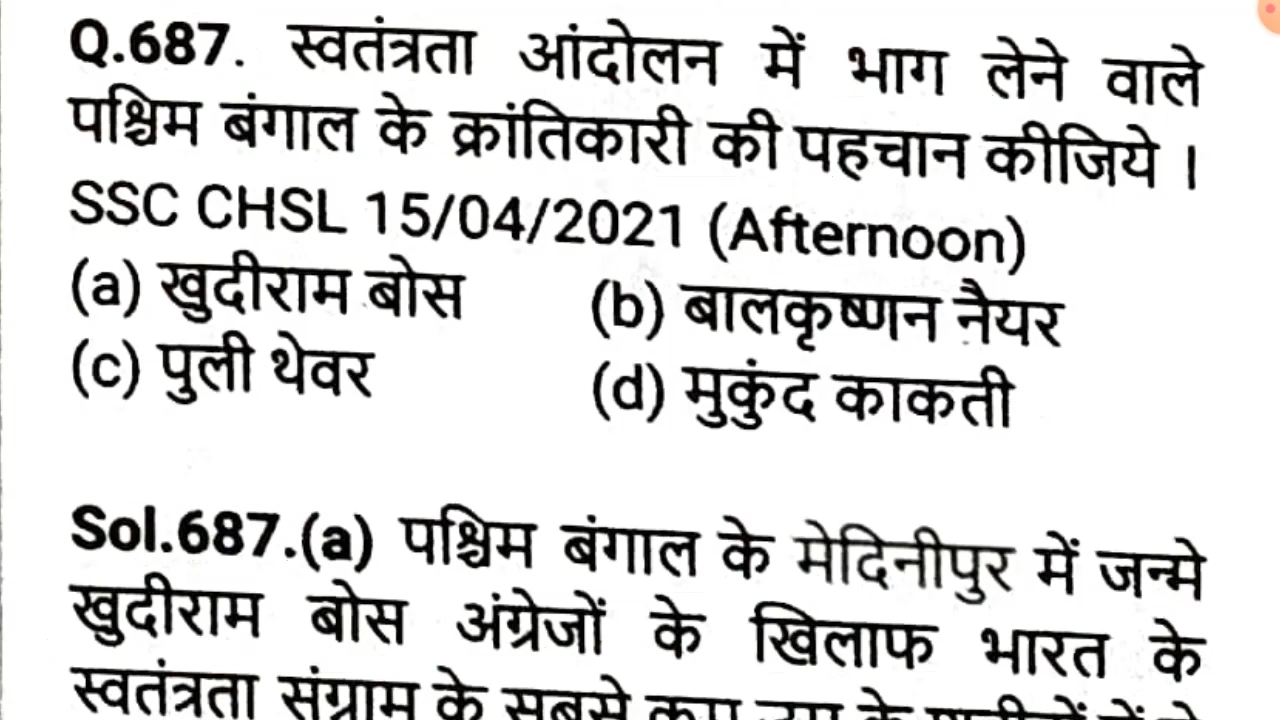 Q.687. स्वतंत्रता आंदोलन में भाग लेने वाले
पश्चिम बंगाल के क्रांतिकारी की पहचान कीजिये ।
SSC CHSL 15/04/2021 (Afternoon)
(a) खुदीराम बोस (b) बालकृष्णन नैयर
(c) पुली थेवर (d) मुकुंद काकती
Sol.687.(a) पश्चिम बंगाल के मेदिनीपुर में जन्मे
खुदीराम बोस अंग्रेजों के खिलाफ भारत के
स्वतंत्रता संग्राम के सबसे